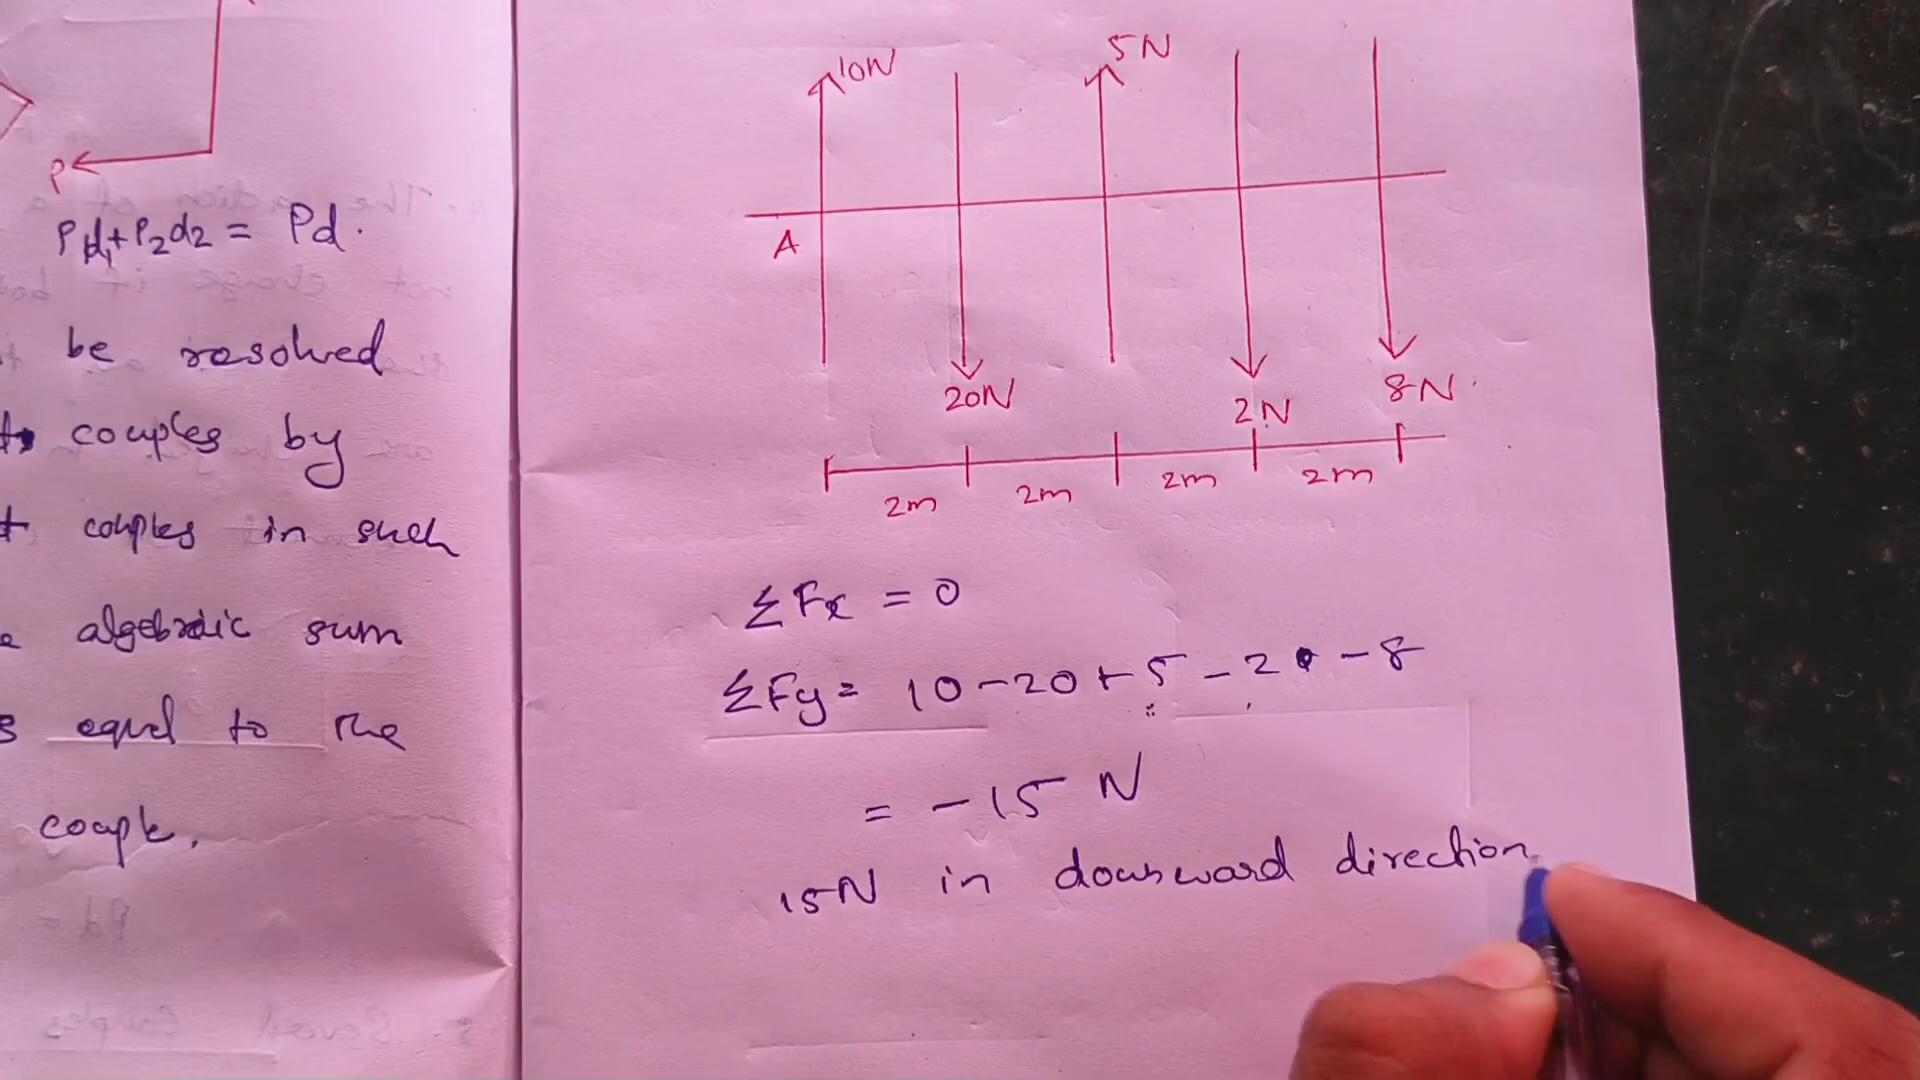 P
P₁d₁+P₂d₂ = Pd.
be resolved
couples by
couples in such
algebraic sum
equal to the
couple.
10N
5N
A
20N
2N
8N
2m 2m 2m 2m
ΣFx = 0
ΣFy = 10-20+5-2-8
= -15 N
15N in downward direction